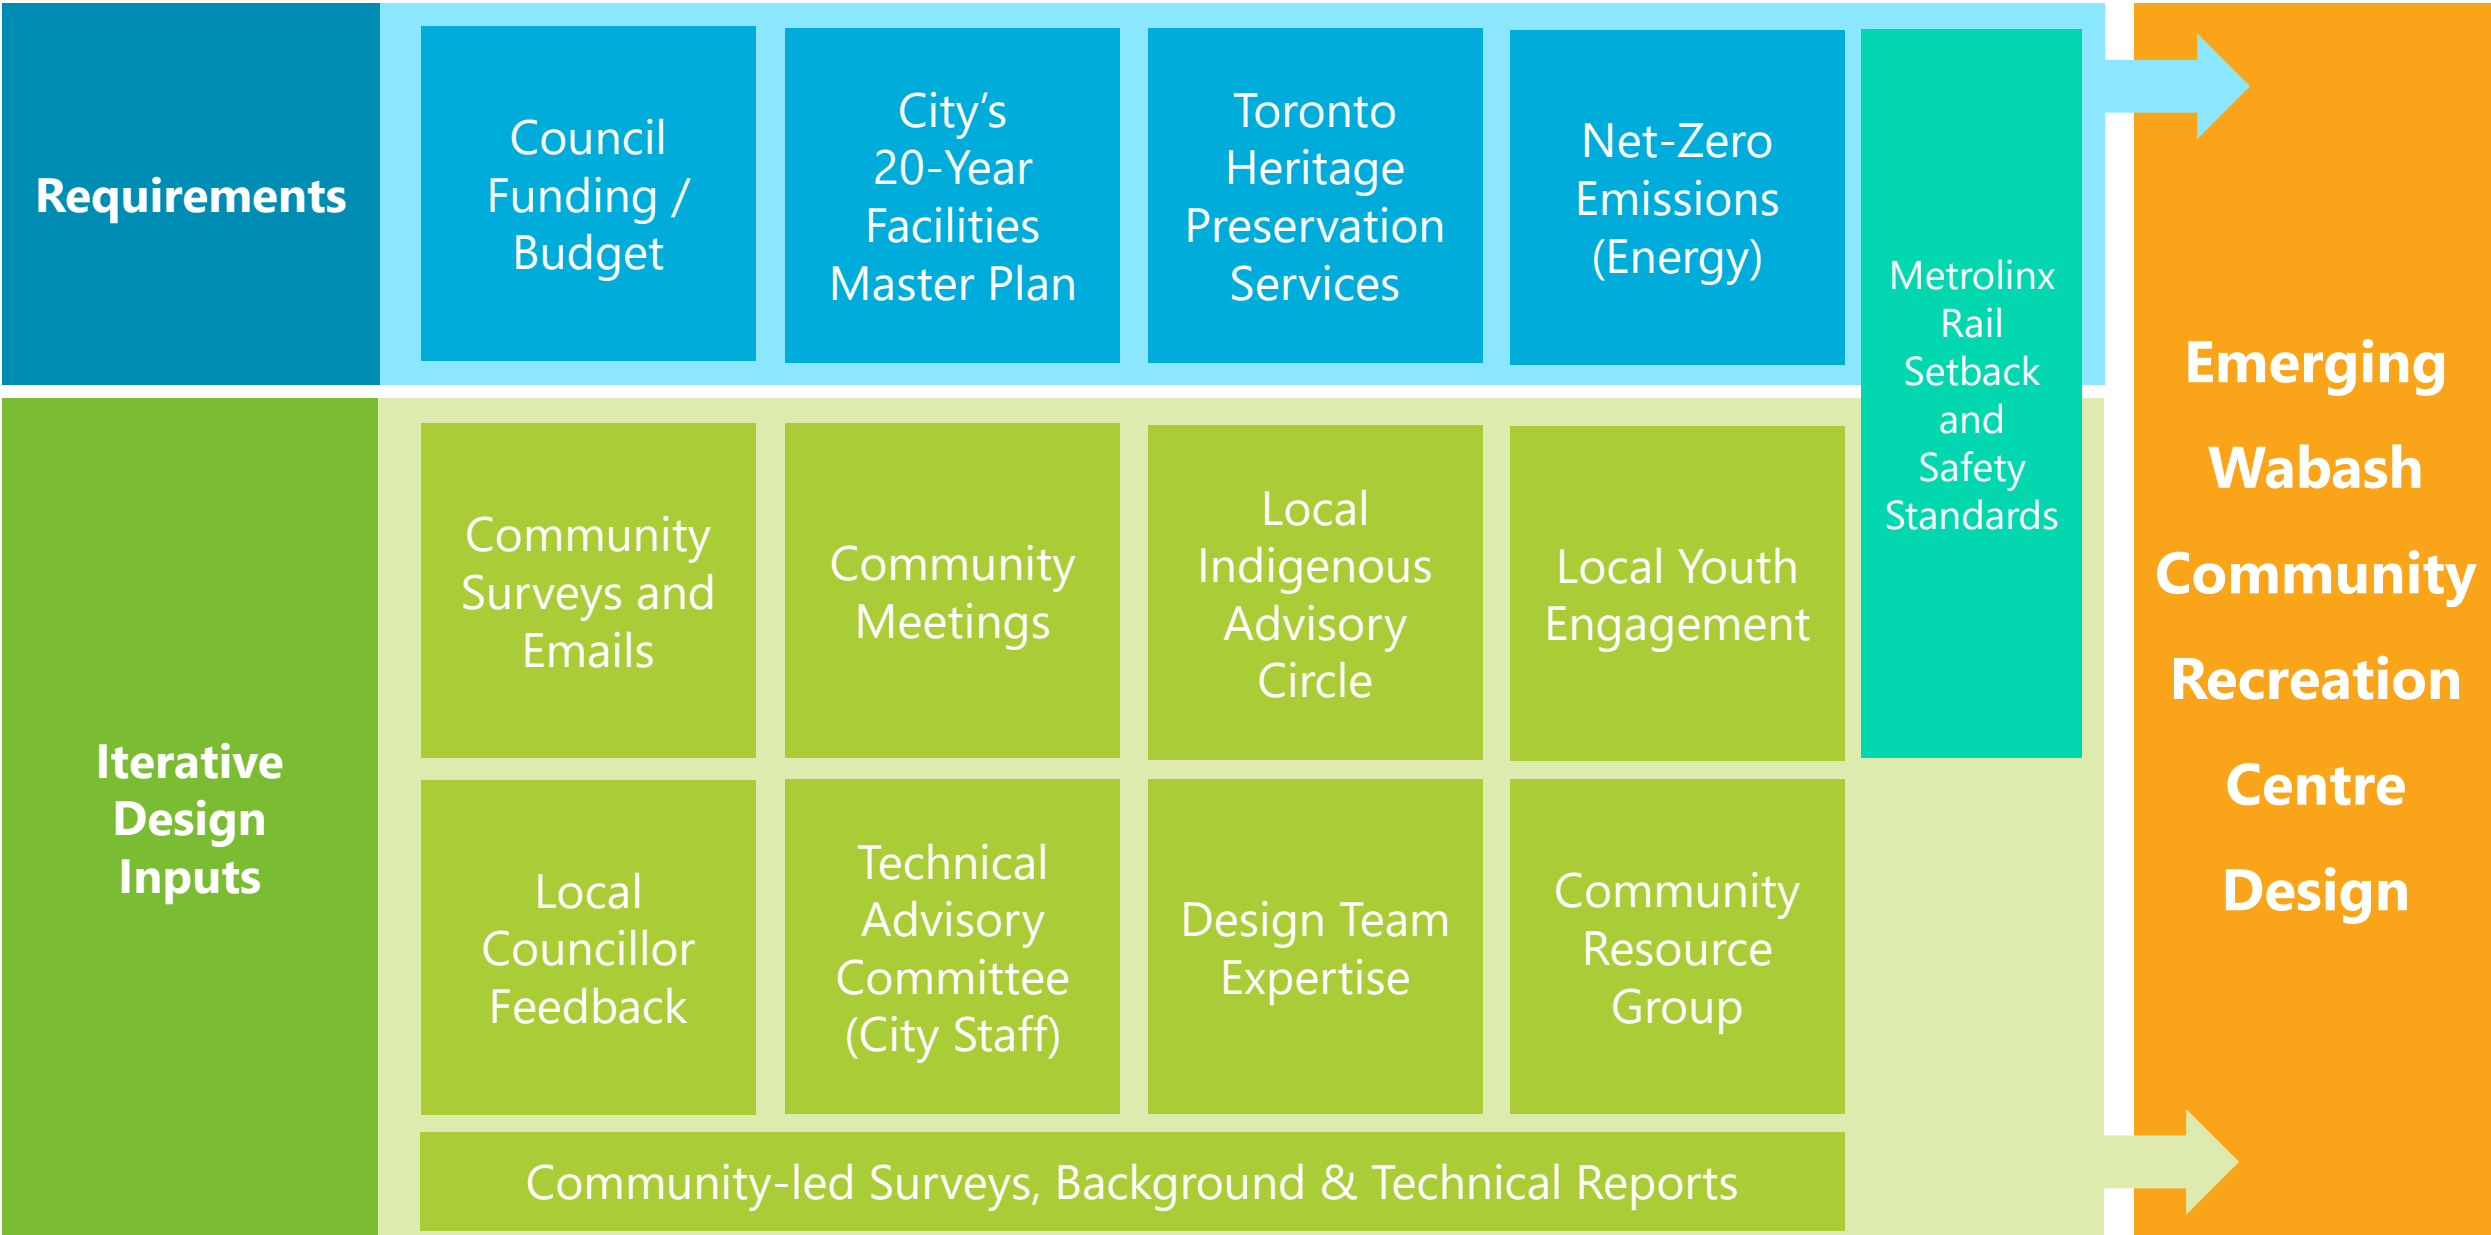 Requirements
Council
Funding /
Budget
City’s
20-Year
Facilities
Master Plan
Toronto
Heritage
Preservation
Services
Net-Zero
Emissions
(Energy)
Metrolinx
Rail
Setback
and
Safety
Standards
Iterative
Design
Inputs
Community
Surveys and
Emails
Community
Meetings
Local
Indigenous
Advisory
Circle
Local Youth
Engagement
Local
Councillor
Feedback
Technical
Advisory
Committee
(City Staff)
Design Team
Expertise
Community
Resource
Group
Community-led Surveys, Background & Technical Reports
Emerging
Wabash
Community
Recreation
Centre
Design